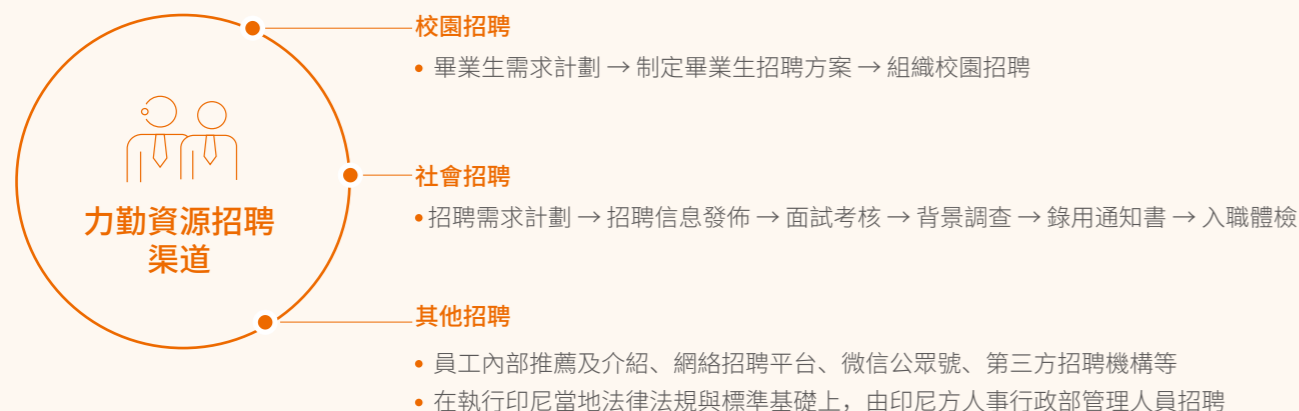 力勤資源招聘
渠道
校園招聘
• 畢業生需求計劃 → 制定畢業生招聘方案 → 組織校園招聘
社會招聘
• 招聘需求計劃 → 招聘信息發佈 → 面試考核 → 背景調查 → 錄用通知書 → 入職體檢
其他招聘
• 員工內部推薦及介紹、網絡招聘平台、微信公眾號、第三方招聘機構等
• 在執行印尼當地法律法規與標準基礎上，由印尼方人事行政部管理人員招聘